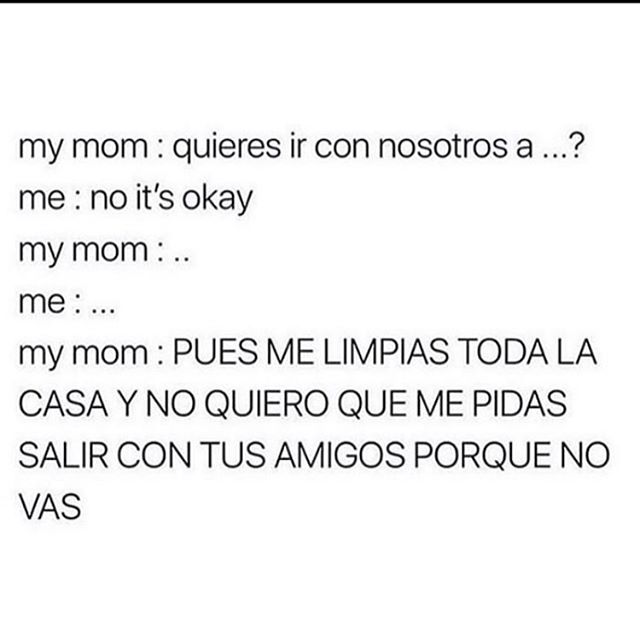 my mom : quieres ir con nosotros a ...?
me : no it's okay
my mom : ..
me : ...
my mom : PUES ME LIMPIAS TODA LA
CASA Y NO QUIERO QUE ME PIDAS
SALIR CON TUS AMIGOS PORQUE NO
VAS